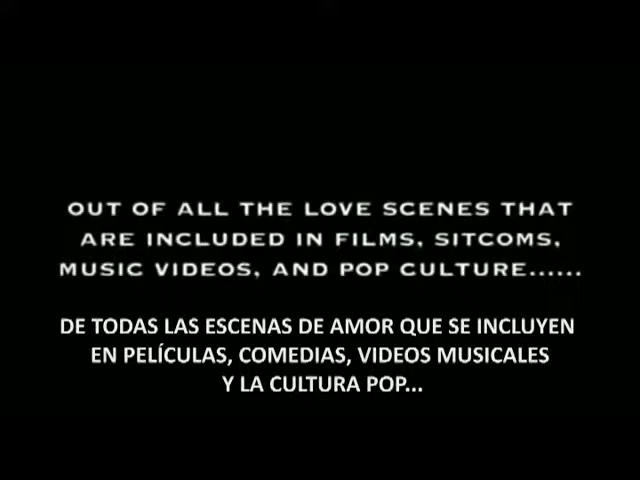 OUT OF ALL THE LOVE SCENES THAT
ARE INCLUDED IN FILMS, SITCOMS,
MUSIC VIDEOS, AND POP CULTURE......
DE TODAS LAS ESCENAS DE AMOR QUE SE INCLUYEN
EN PELÍCULAS, COMEDIAS, VIDEOS MUSICALES
Y LA CULTURA POP...